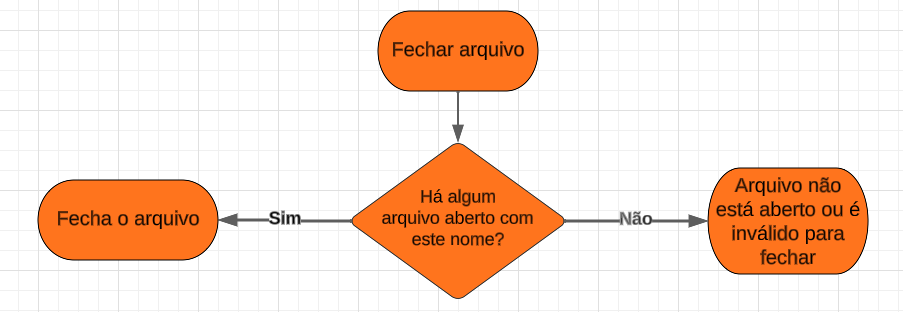 Fechar arquivo
Há algum
arquivo aberto com
este nome?
Fecha o arquivo
Sim
Não
Arquivo não
está aberto ou é
inválido para
fechar